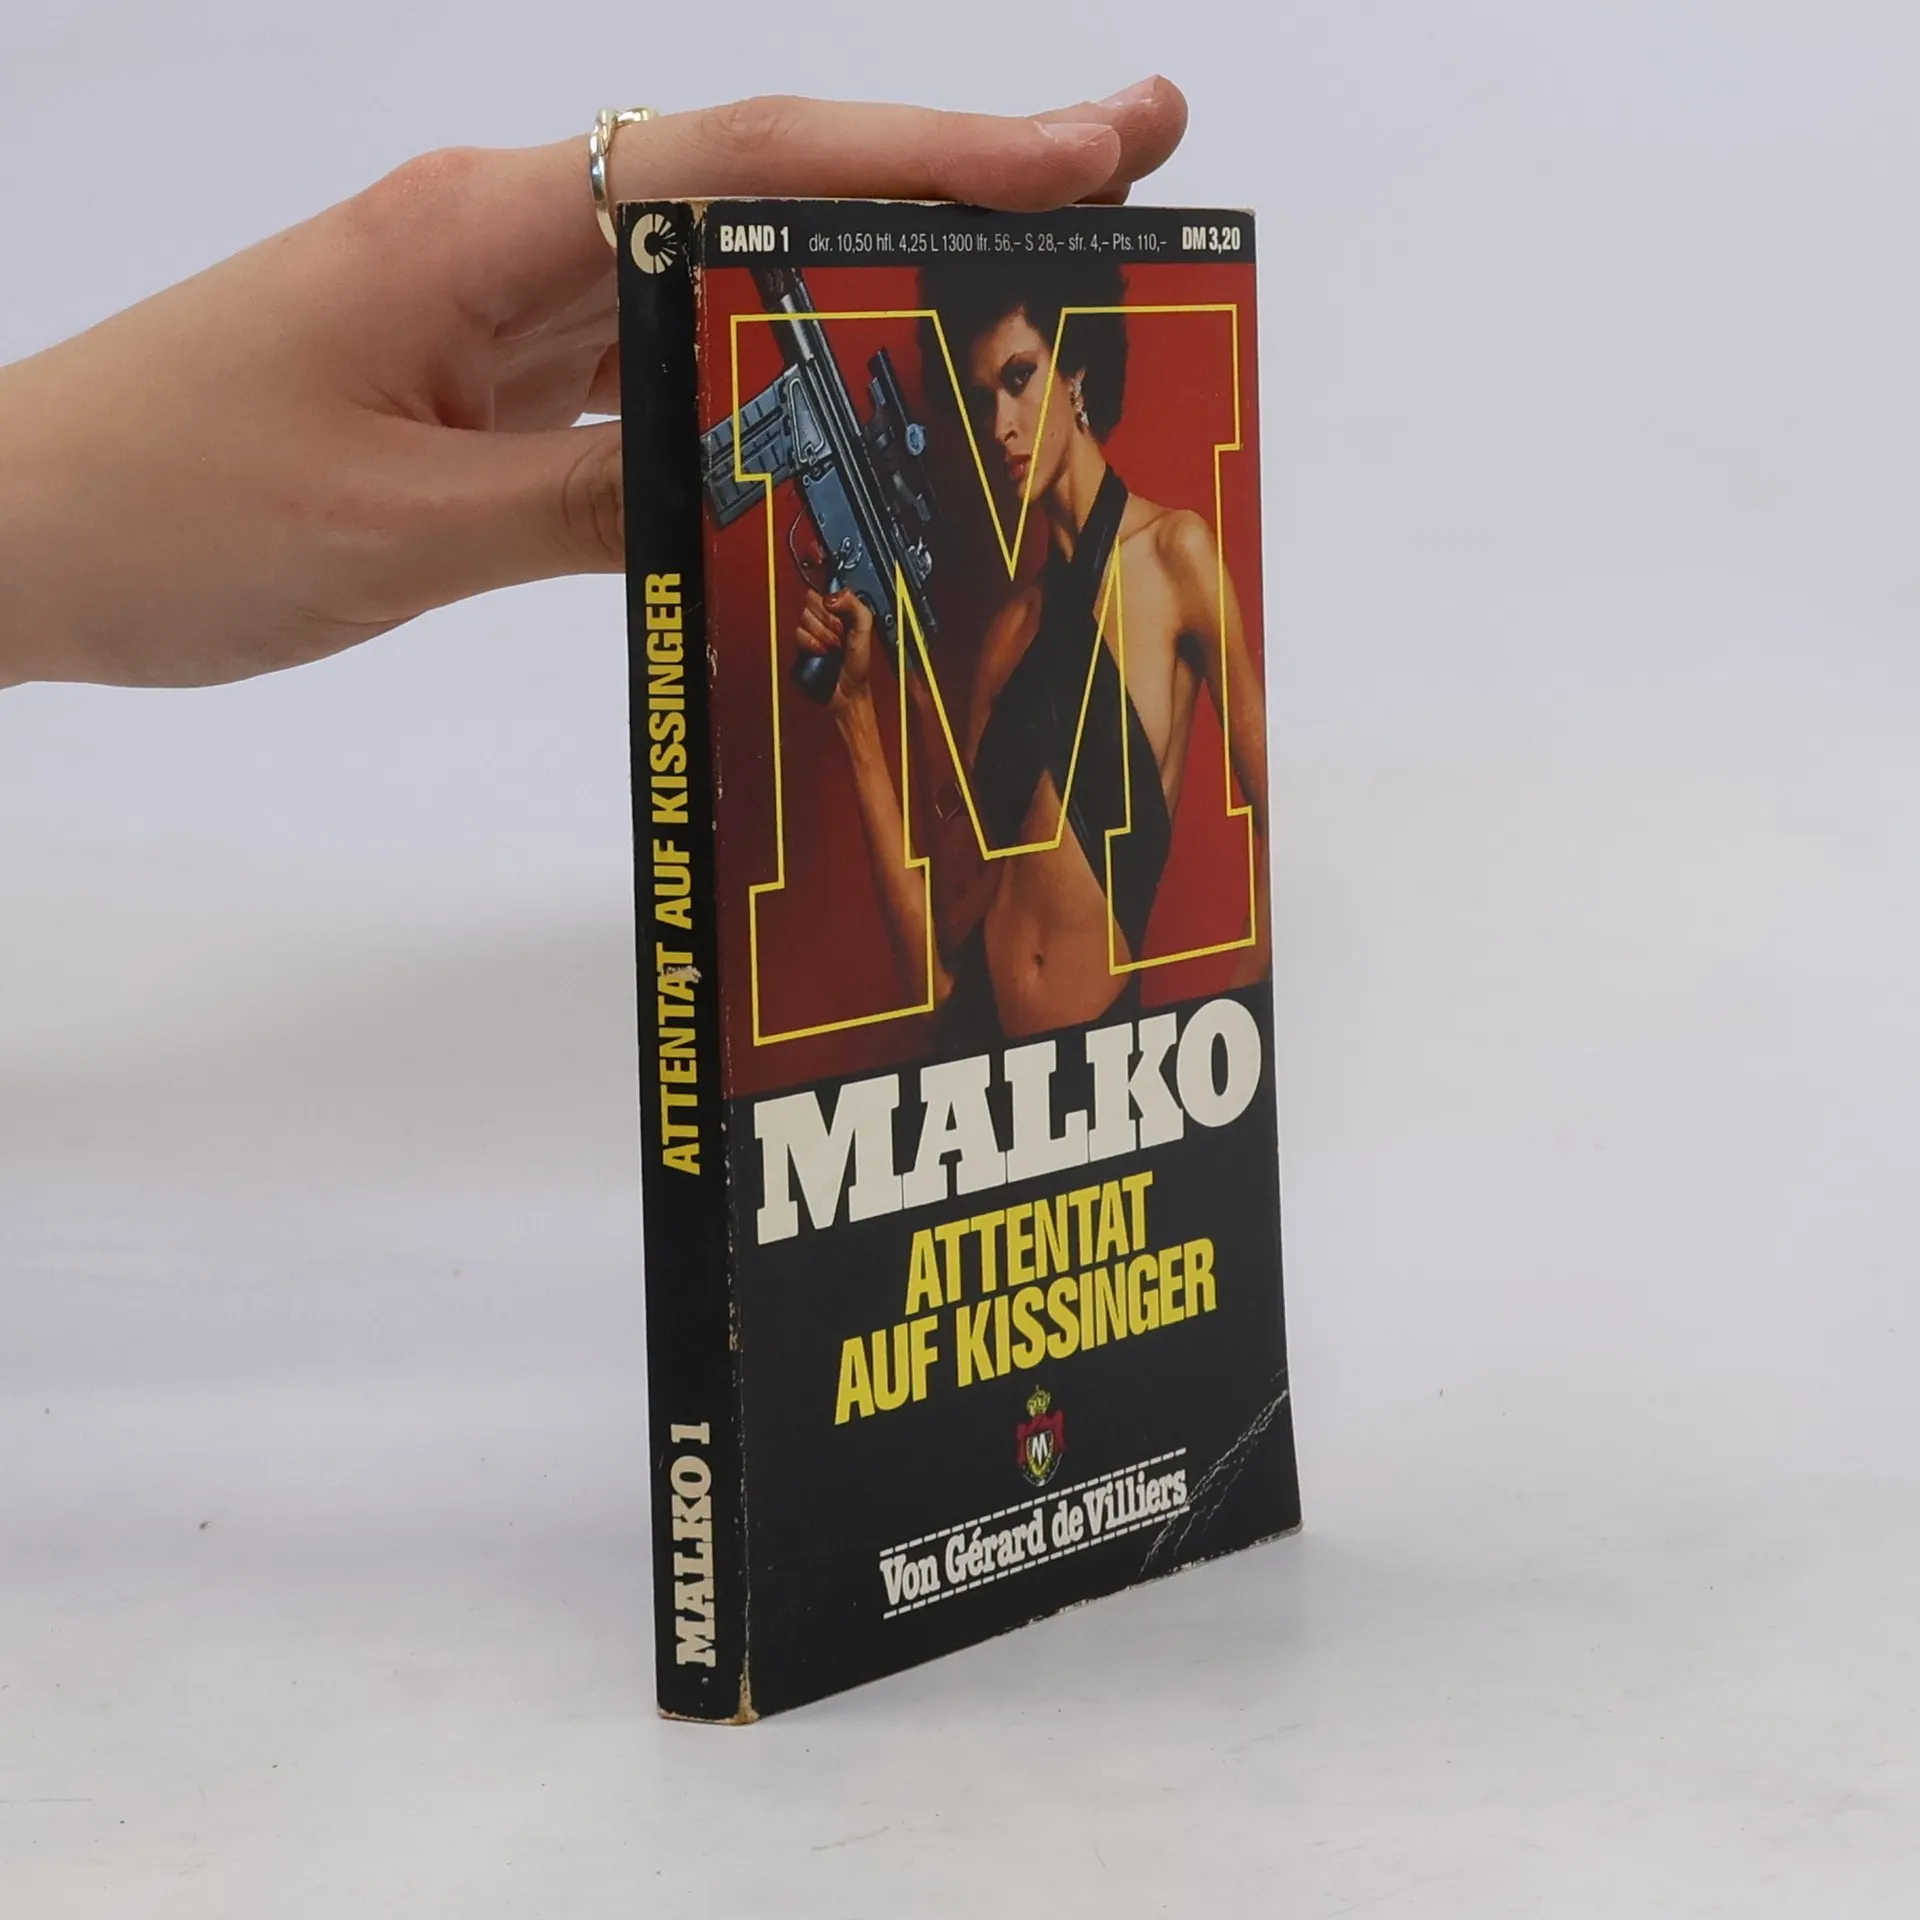 BAND 1 dkr. 10,50 hfl. 4,25 L 1300 lfr. 56,– S 28,– sfr. 4,– Pts. 110,– DM 3,20
M
MALKO
ATTENTAT
AUF KISSINGER
M
Von Gérard de Villiers
ATTENTAT AUF KISSINGER
MALKO 1